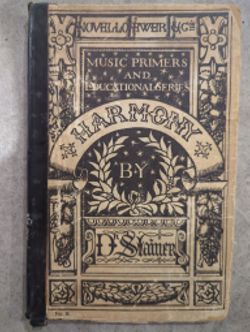 NOVELLO, EWER & CO'S
MUSIC PRIMERS
AND
EDUCATIONAL SERIES
HARMONY
BY
Dr Stainer